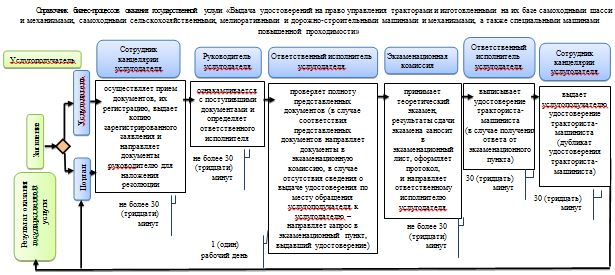 Справочник бизнес-процессов оказания государственной услуги «Выдача удостоверений на право управления тракторами и изготовленными на их базе самоходными шасси
и механизмами, самоходными сельскохозяйственными, мелиоративными и дорожно-строительными машинами и механизмами, а также специальными машинами
повышенной проходимости»
Услугополучатель
Сотрудник
канцелярии
услугодателя
Руководитель
услугодателя
Ответственный исполнитель
услугодателя
Экзаменационная
комиссия
Ответственный
исполнитель
услугодателя
Сотрудник
канцелярии
услугодателя
Услугодатель
Заявление
Портал
Результат оказания
государственной
услуги
осуществляет прием
документов, их
регистрацию, выдает
копию
зарегистрированного
заявления и
направляет
документы
руководителю для
наложения
резолюции
не более 30
(тридцати)
минут
ознакамливается
с поступившими
документами и
определяет
ответственного
исполнителя
не более 30
(тридцати)
минут
проверяет полноту
представленных
документов (в случае
соответствия
представленных
документов направляет
документы в
экзаменационную
комиссию, в случае
отсутствия сведения о
выдаче удостоверения по
месту обращения
услугополучателя к
услугодателю –
направляет запрос в
экзаменационный пункт,
выдавший удостоверение)
1 (один)
рабочий день
принимает
теоретический
экзамен,
результаты сдачи
экзамена заносит
в
экзаменационный
лист, оформляет
протокол,
и направляет
ответственному
исполнителю
услугодателя
не более 30
(тридцати)
минут
выписывает
удостоверение
тракториста-
машиниста
(в случае получения
ответа от
экзаменационного
пункта)
30 (тридцать)
минут
выдает
услугополучателю
удостоверение
тракториста-
машиниста
(дубликат
удостоверения
тракториста-
машиниста)
30 (тридцать)
минут